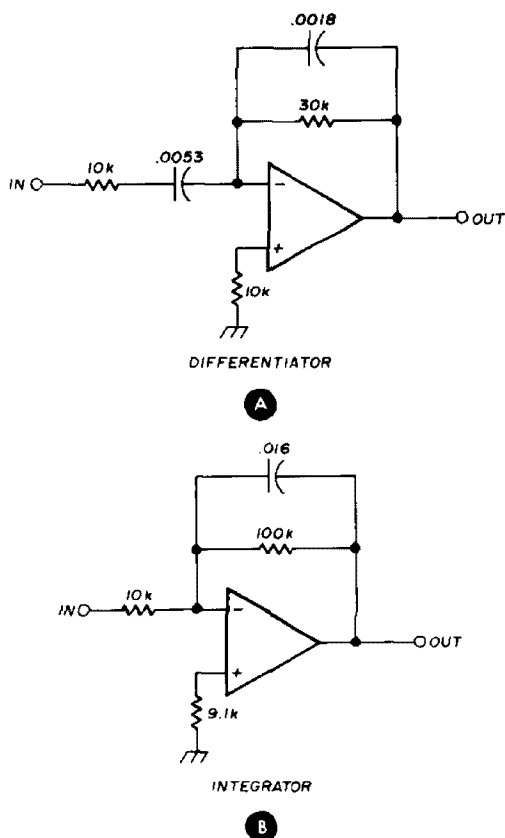 .0018
30k
10k
.0053
IN
-
+
OUT
10k
DIFFERENTIATOR
A
.016
100k
10k
IN
-
+
OUT
9.1k
INTEGRATOR
B